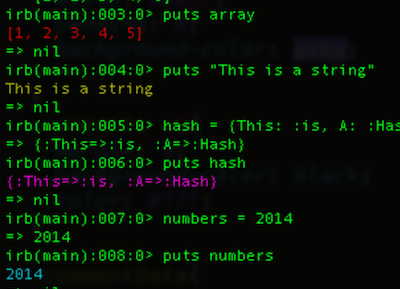 irb(main):003:0> puts array
[1, 2, 3, 4, 5]
=> nil
irb(main):004:0> puts "This is a string"
This is a string
=> nil
irb(main):005:0> hash = {This: :is, A: :Has
=> {:This=>:is, :A=>:Hash}
irb(main):006:0> puts hash
{:This=>:is, :A=>:Hash}
=> nil
irb(main):007:0> numbers = 2014
=> 2014
irb(main):008:0> puts numbers
2014